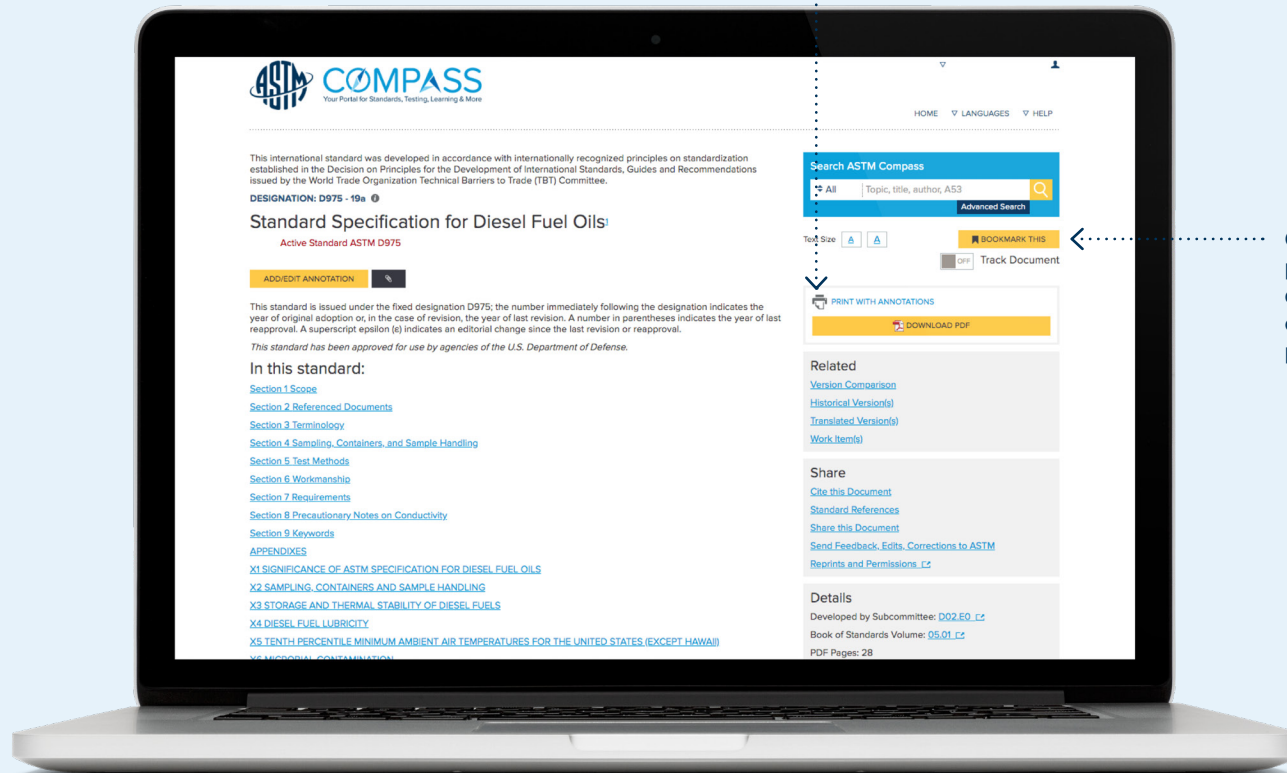 ASTM COMPASS
Your Portal for Standards, Testing, Learning & More
HOME LANGUAGES HELP
This international standard was developed in accordance with internationally recognized principles on standardization
established in the Decision on Principles for the Development of International Standards, Guides and Recommendations
issued by the World Trade Organization Technical Barriers to Trade (TBT) Committee.
DESIGNATION: D975 - 19a
Standard Specification for Diesel Fuel Oils1
Active Standard ASTM D975
ADD/EDIT ANNOTATION
This standard is issued under the fixed designation D975; the number immediately following the designation indicates the
year of original adoption or, in the case of revision, the year of last revision. A number in parentheses indicates the year of last
reapproval. A superscript epsilon (ε) indicates an editorial change since the last revision or reapproval.
This standard has been approved for use by agencies of the U.S. Department of Defense.
In this standard:
Section 1 Scope
Section 2 Referenced Documents
Section 3 Terminology
Section 4 Sampling, Containers, and Sample Handling
Section 5 Test Methods
Section 6 Workmanship
Section 7 Requirements
Section 8 Precautionary Notes on Conductivity
Section 9 Keywords
APPENDIXES
X1 SIGNIFICANCE OF ASTM SPECIFICATION FOR DIESEL FUEL OILS
X2 SAMPLING, CONTAINERS AND SAMPLE HANDLING
X3 STORAGE AND THERMAL STABILITY OF DIESEL FUELS
X4 DIESEL FUEL LUBRICITY
X5 TENTH PERCENTILE MINIMUM AMBIENT AIR TEMPERATURES FOR THE UNITED STATES (EXCEPT HAWAII)
X6 MICROBIAL CONTAMINATION
Search ASTM Compass
All Topic, title, author, A53
Advanced Search
Text Size A A BOOKMARK THIS
OFF Track Document
PRINT WITH ANNOTATIONS
DOWNLOAD PDF
Related
Version Comparison
Historical Version(s)
Translated Version(s)
Work Item(s)
Share
Cite this Document
Standard References
Share this Document
Send Feedback, Edits, Corrections to ASTM
Reprints and Permissions
Details
Developed by Subcommittee: D02.E0
Book of Standards Volume: 05.01
PDF Pages: 28